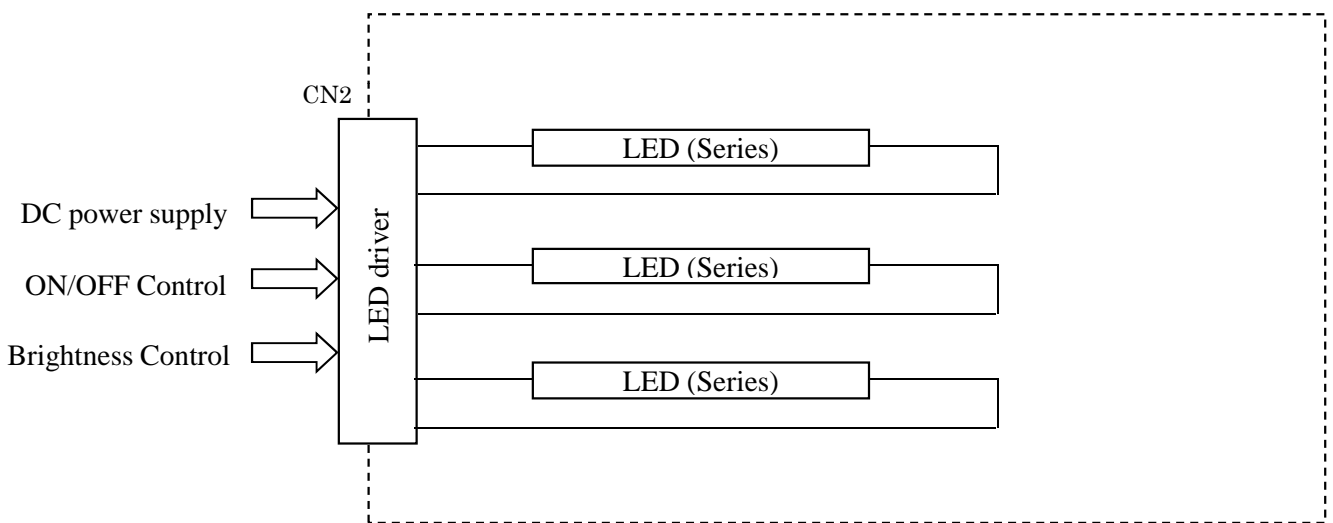 CN2
DC power supply
ON/OFF Control
Brightness Control
LED driver
LED (Series)
LED (Series)
LED (Series)